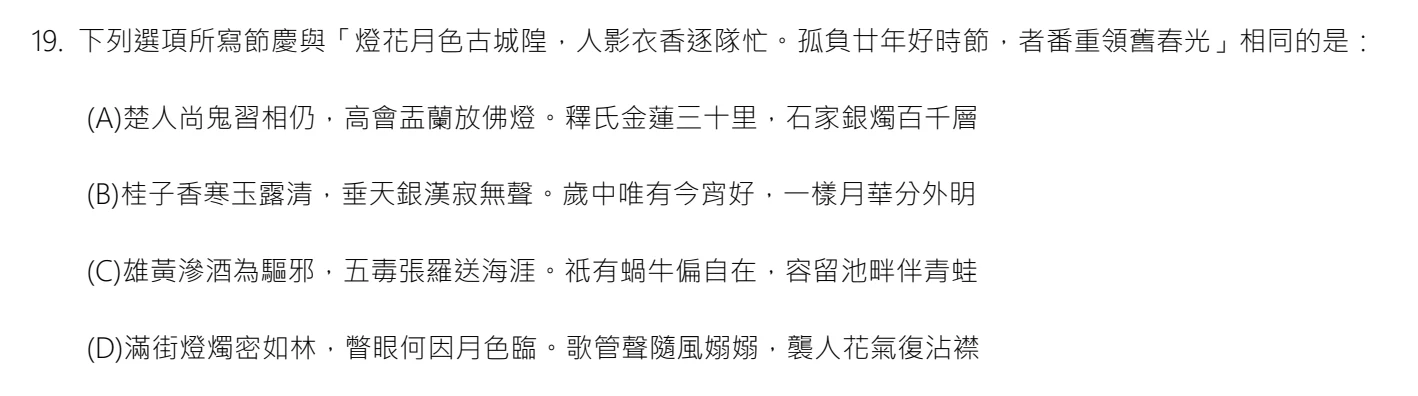 19. 下列選項所寫節慶與「燈花月色古城隍，人影衣香逐隊忙。孤負廿年好時節，者番重領舊春光」相同的是：
(A)楚人尚鬼習相仍，高會盂蘭放佛燈。釋氏金蓮三十里，石家銀燭百千層
(B)桂子香寒玉露清，垂天銀漢寂無聲。歲中唯有今宵好，一樣月華分外明
(C)雄黃滲酒為驅邪，五毒張羅送海涯。祇有蝸牛偏自在，容留池畔伴青蛙
(D)滿街燈燭密如林，瞥眼何因月色臨。歌管聲隨風嫋嫋，襲人花氣復沾襟